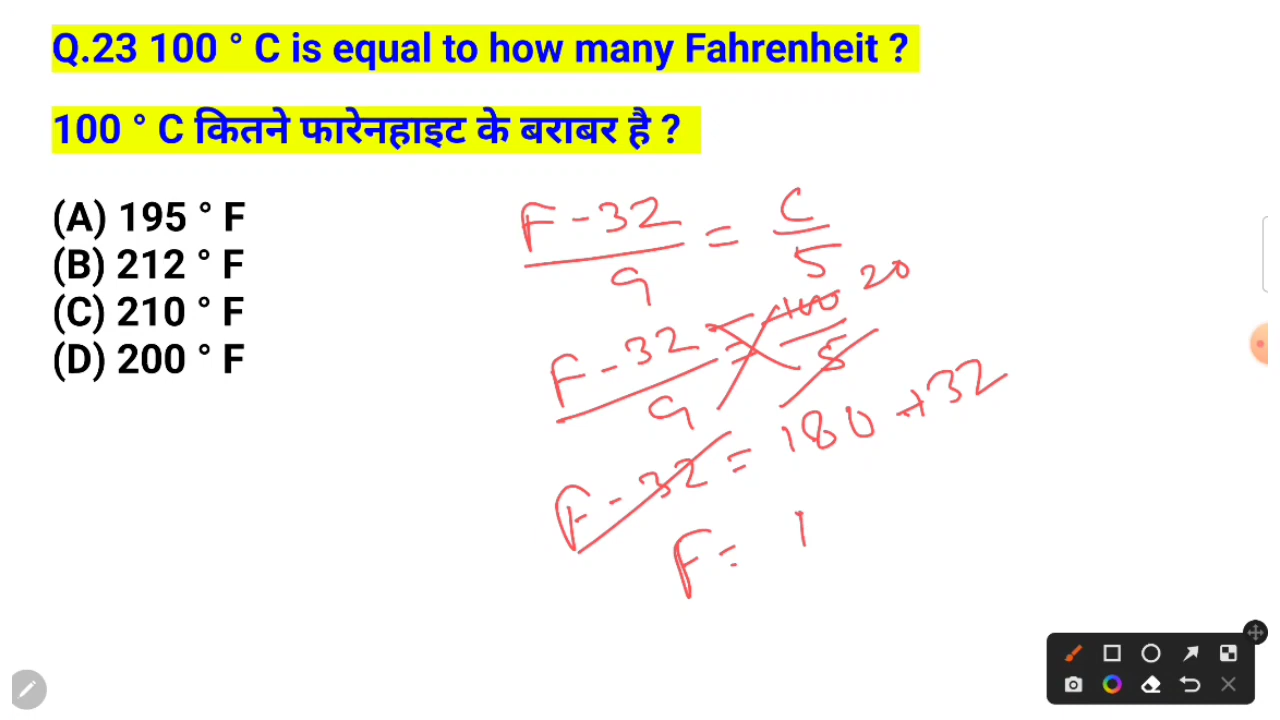 Q.23 100 ° C is equal to how many Fahrenheit ?
100 ° C कितने फारेनहाइट के बराबर है ?
(A) 195 ° F
(B) 212 ° F
(C) 210 ° F
(D) 200 ° F
F-32/9 = C/5
F-32/9 = 100/5 20
F-32 = 180+32
F= 1